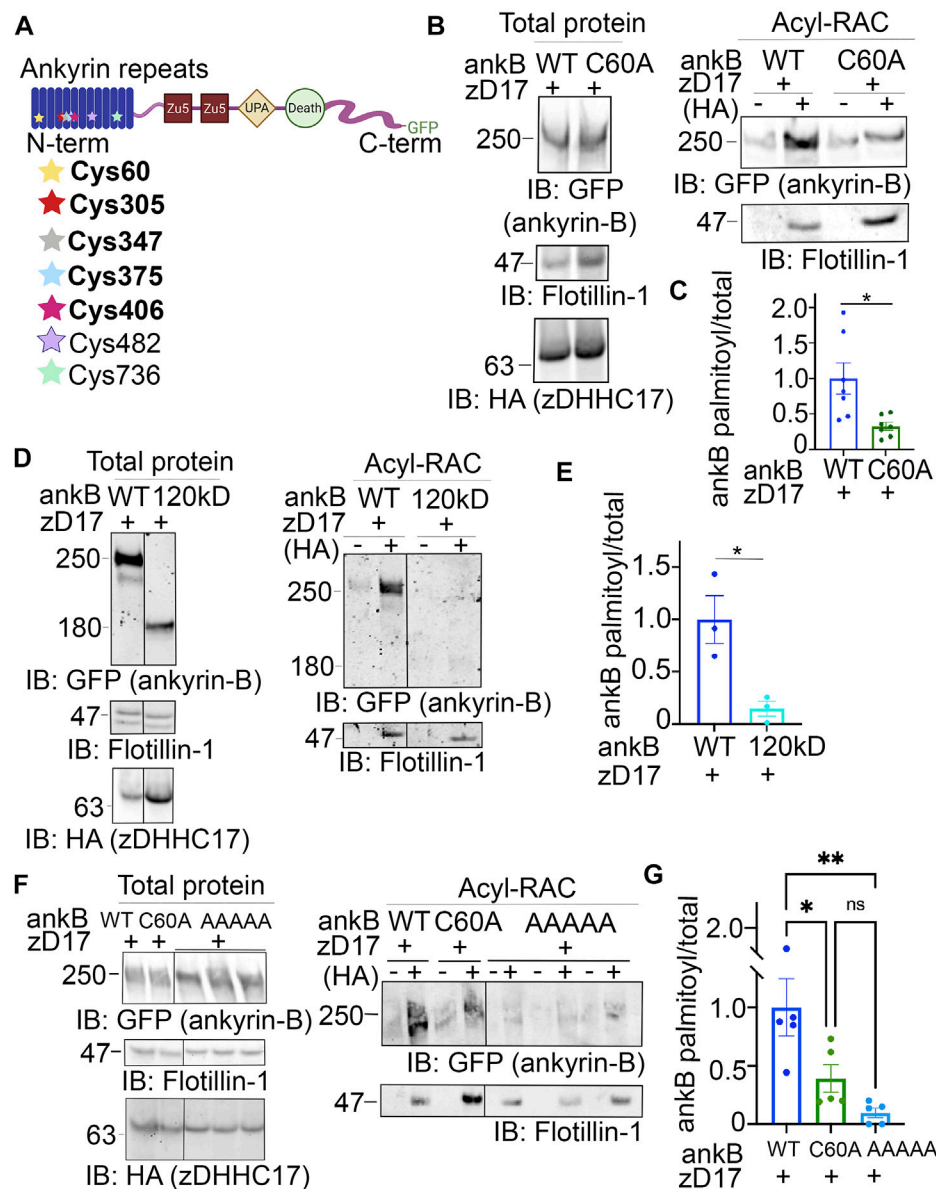 A
Ankyrin repeats
Zu5 Zu5 UPA Death GFP
N-term C-term
Cys60
Cys305
Cys347
Cys375
Cys406
Cys482
Cys736
B
Total protein
ankB WT C60A
zD17 + +
250
IB: GFP
(ankyrin-B)
47
IB: Flotillin-1
63
IB: HA (zDHHC17)
Acyl-RAC
ankB WT C60A
zD17 + +
(HA) - + - +
250
IB: GFP (ankyrin-B)
47
IB: Flotillin-1
C
ankB palmitoyl/total
2.0
1.5
1.0
0.5
0
*
ankB WT C60A
zD17 + +
D
Total protein
ankB WT 120kD
zD17 + +
250
180
IB: GFP (ankyrin-B)
47
IB: Flotillin-1
63
IB: HA (zDHHC17)
Acyl-RAC
ankB WT 120kD
zD17 + +
(HA) - + - +
250
180
IB: GFP (ankyrin-B)
47
IB: Flotillin-1
E
ankB palmitoyl/total
1.5
1.0
0.5
0
*
ankB WT 120kD
zD17 + +
F
Total protein
ankB WT C60A AAAAA
zD17 + + +
250
IB: GFP (ankyrin-B)
47
IB: Flotillin-1
63
IB: HA (zDHHC17)
Acyl-RAC
ankB WT C60A AAAAA
zD17 + + +
(HA) - + - + - + - + - +
250
IB: GFP (ankyrin-B)
47
IB: Flotillin-1
G
ankB palmitoyl/total
2.0
1.0
0.5
0
**
* ns
ankB WT C60A AAAAA
zD17 + + +